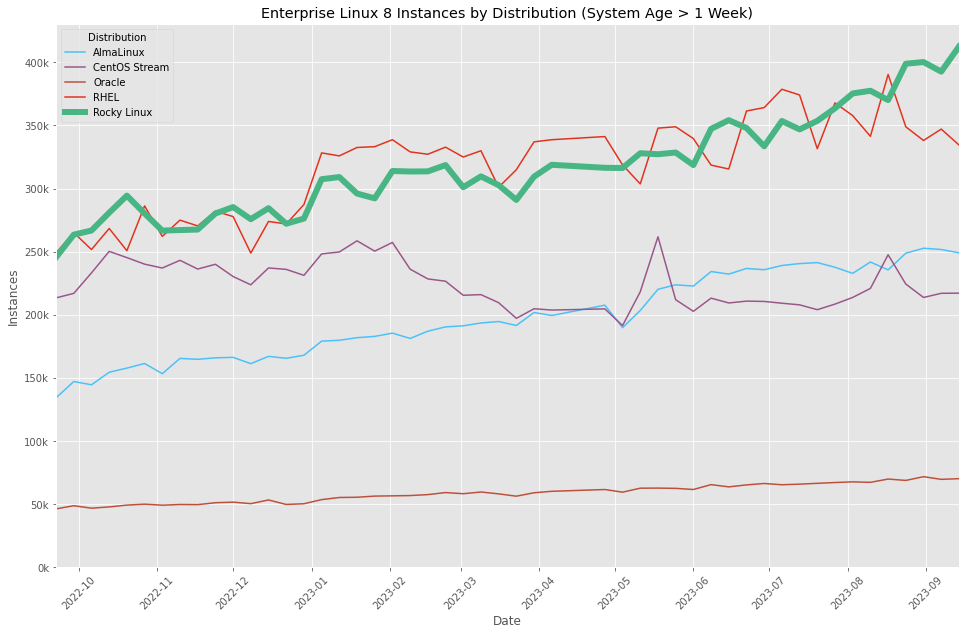 Enterprise Linux 8 Instances by Distribution (System Age > 1 Week)
Distribution
AlmaLinux
CentOS Stream
Oracle
RHEL
Rocky Linux
400k
350k
300k
250k
200k
150k
100k
50k
0k
Instances
2022-10
2022-11
2022-12
2023-01
2023-02
2023-03
2023-04
2023-05
2023-06
2023-07
2023-08
2023-09
Date